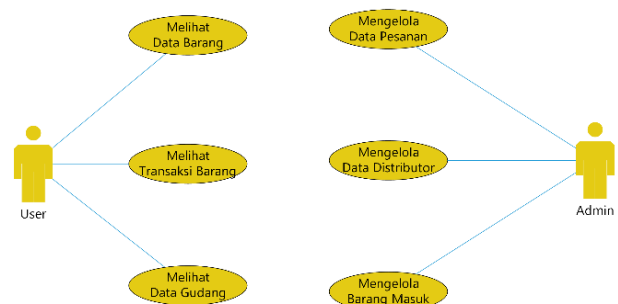 Melihat
Data Barang
Mengelola
Data Pesanan
Melihat
Transaksi Barang
Mengelola
Data Distributor
User
Admin
Melihat
Data Gudang
Mengelola
Barang Masuk